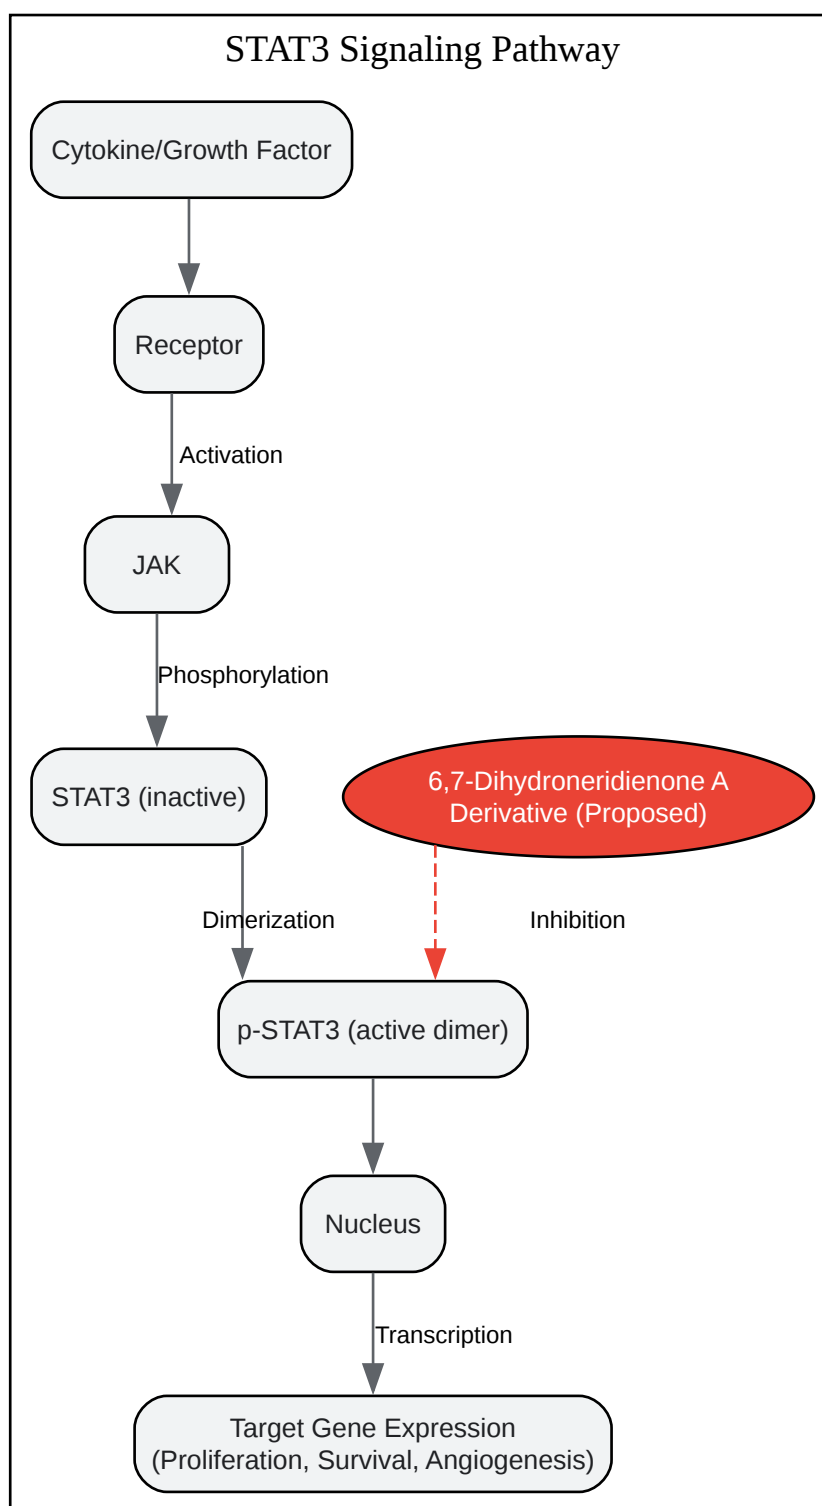 STAT3 Signaling Pathway
Cytokine/Growth Factor
Receptor
Activation
JAK
Phosphorylation
STAT3 (inactive)
6,7-Dihydroneridienone A
Derivative (Proposed)
Dimerization
Inhibition
p-STAT3 (active dimer)
Nucleus
Transcription
Target Gene Expression
(Proliferation, Survival, Angiogenesis)